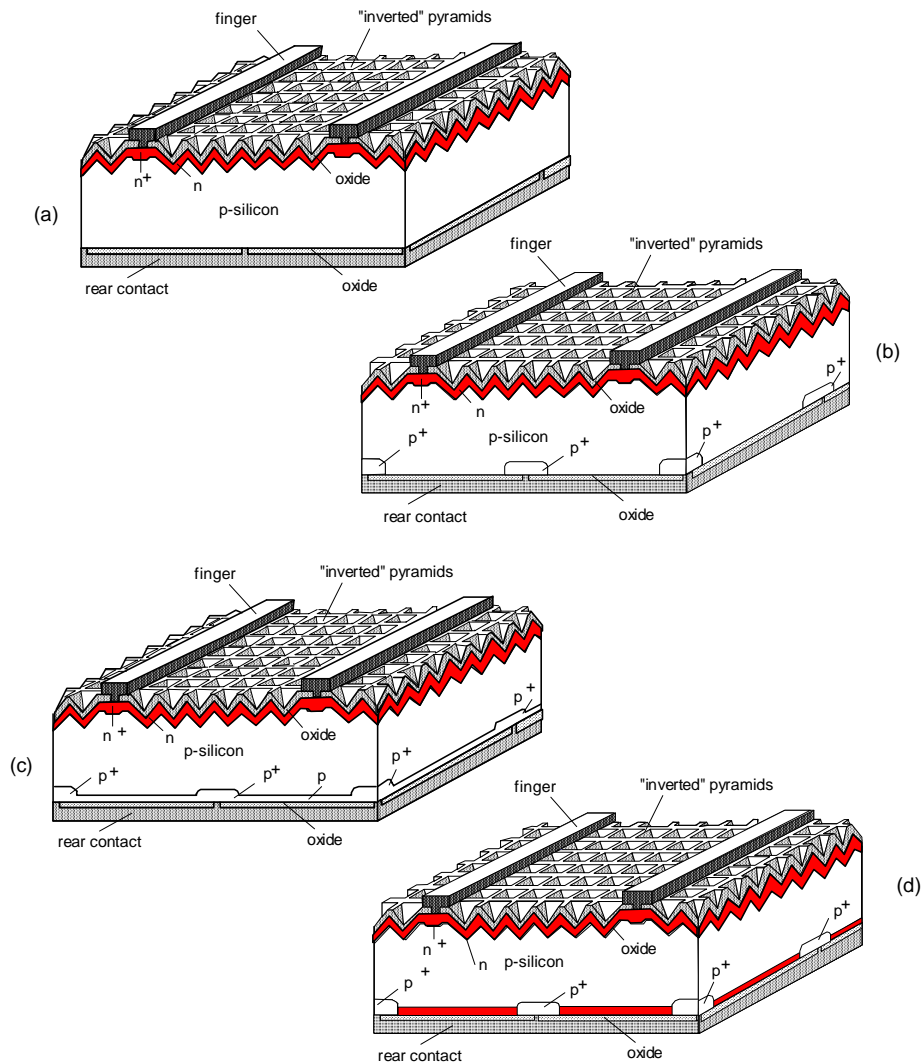 finger
"inverted" pyramids
n+
n
oxide
p-silicon
(a)
rear contact
oxide
finger
"inverted" pyramids
(b)
p+
n+
n
oxide
p-silicon
p+
p+
p+
rear contact
oxide
finger
"inverted" pyramids
p+
n+
n
oxide
p-silicon
(c)
p+
p+
p
p+
rear contact
oxide
finger
"inverted" pyramids
(d)
p+
n+
n
oxide
p-silicon
p+
p+
p+
rear contact
oxide